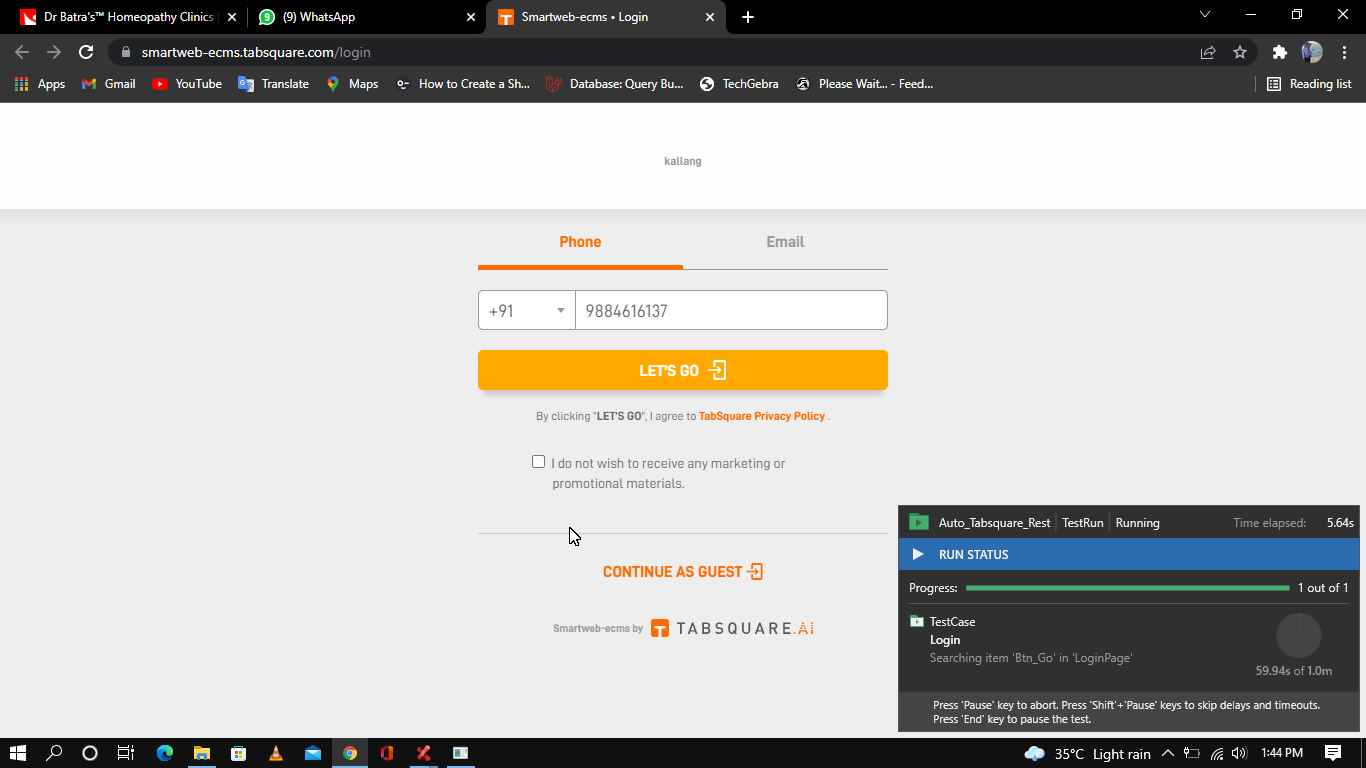 Dr Batra's™ Homeopathy Clinics
(9) WhatsApp
Smartweb-ecms • Login
smartweb-ecms.tabsquare.com/login
Apps
Gmail
YouTube
Translate
Maps
How to Create a Sh...
Database: Query Bu...
TechGebra
Please Wait... - Feed...
Reading list
kallang
Phone
Email
+91
9884616137
LET'S GO
By clicking "LET'S GO", I agree to TabSquare Privacy Policy .
I do not wish to receive any marketing or
promotional materials.
CONTINUE AS GUEST
Smartweb-ecms by
TABSQUARE.Ai
Auto_Tabsquare_Rest
TestRun
Running
Time elapsed:
5.64s
RUN STATUS
Progress:
1 out of 1
TestCase
Login
Searching item 'Btn_Go' in 'LoginPage'
59.94s of 1.0m
Press 'Pause' key to abort. Press 'Shift'+'Pause' keys to skip delays and timeouts.
Press 'End' key to pause the test.
35°C Light rain
1:44 PM